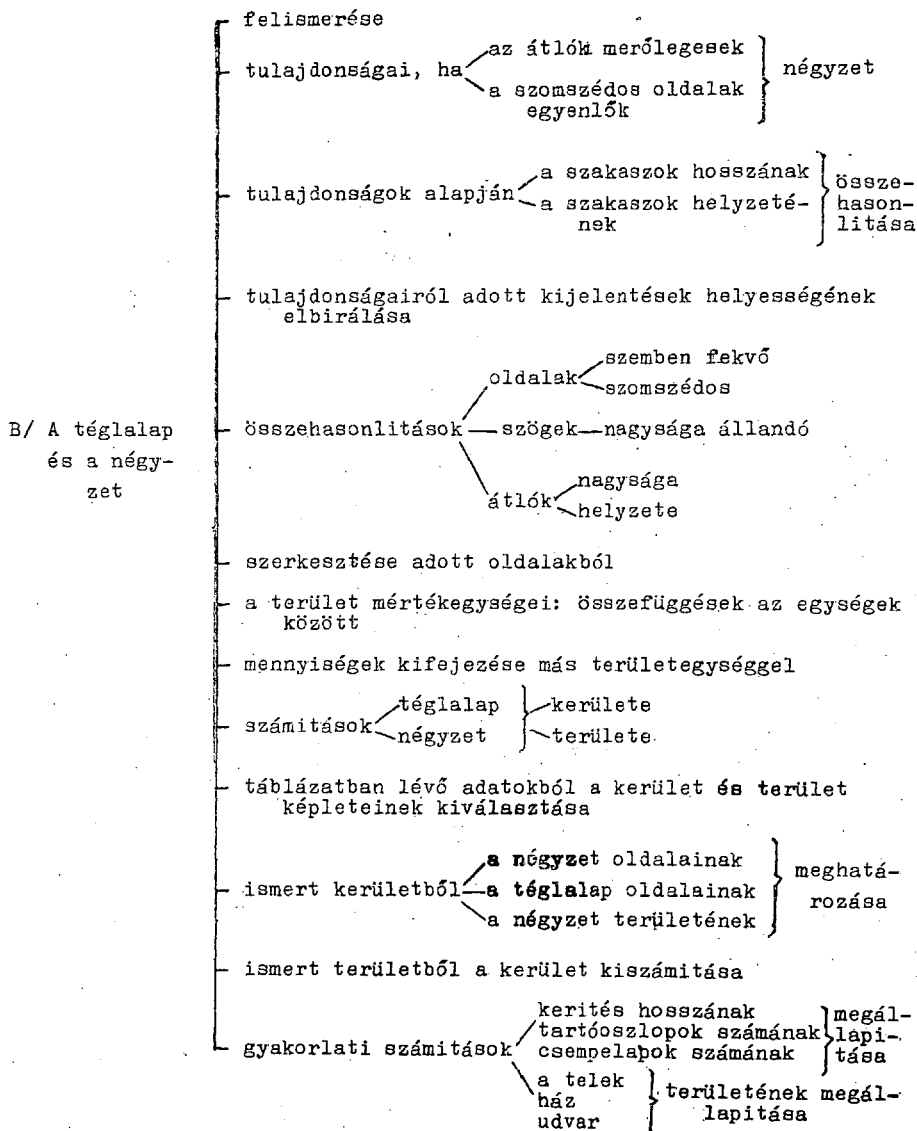 felismerése
az átlók merőlegesek
tulajdonságai, ha
négyzet
a szomszédos oldalak
egyenlők
a szakaszok hosszának
össze-
tulajdonságok alapján
hason-
a szakaszok helyzeté-
litása
nek
tulajdonságairól adott kijelentések helyességének
elbirálása
szemben fekvő
oldalak
szomszédos
B/ A téglalap
összehasonlitások
szögek
nagysága állandó
és a négy-
zet
nagysága
átlók
helyzete
szerkesztése adott oldalakból
a terület mértékegységei: összefüggések az egységek
között
mennyiségek kifejezése más területegységgel
téglalap
kerülete
számitások
négyzet
területe
táblázatban lévő adatokból a kerület és terület
képleteinek kiválasztása
a négyzet oldalainak
meghatá-
ismert kerületből
a téglalap oldalainak
rozása
a négyzet területének
ismert területből a kerület kiszámitása
kerités hosszának
megál-
tartóoszlopok számának
lapi-
gyakorlati számitások
csempelapok számának
tása
a telek
területének megál-
ház
lapitása
udvar